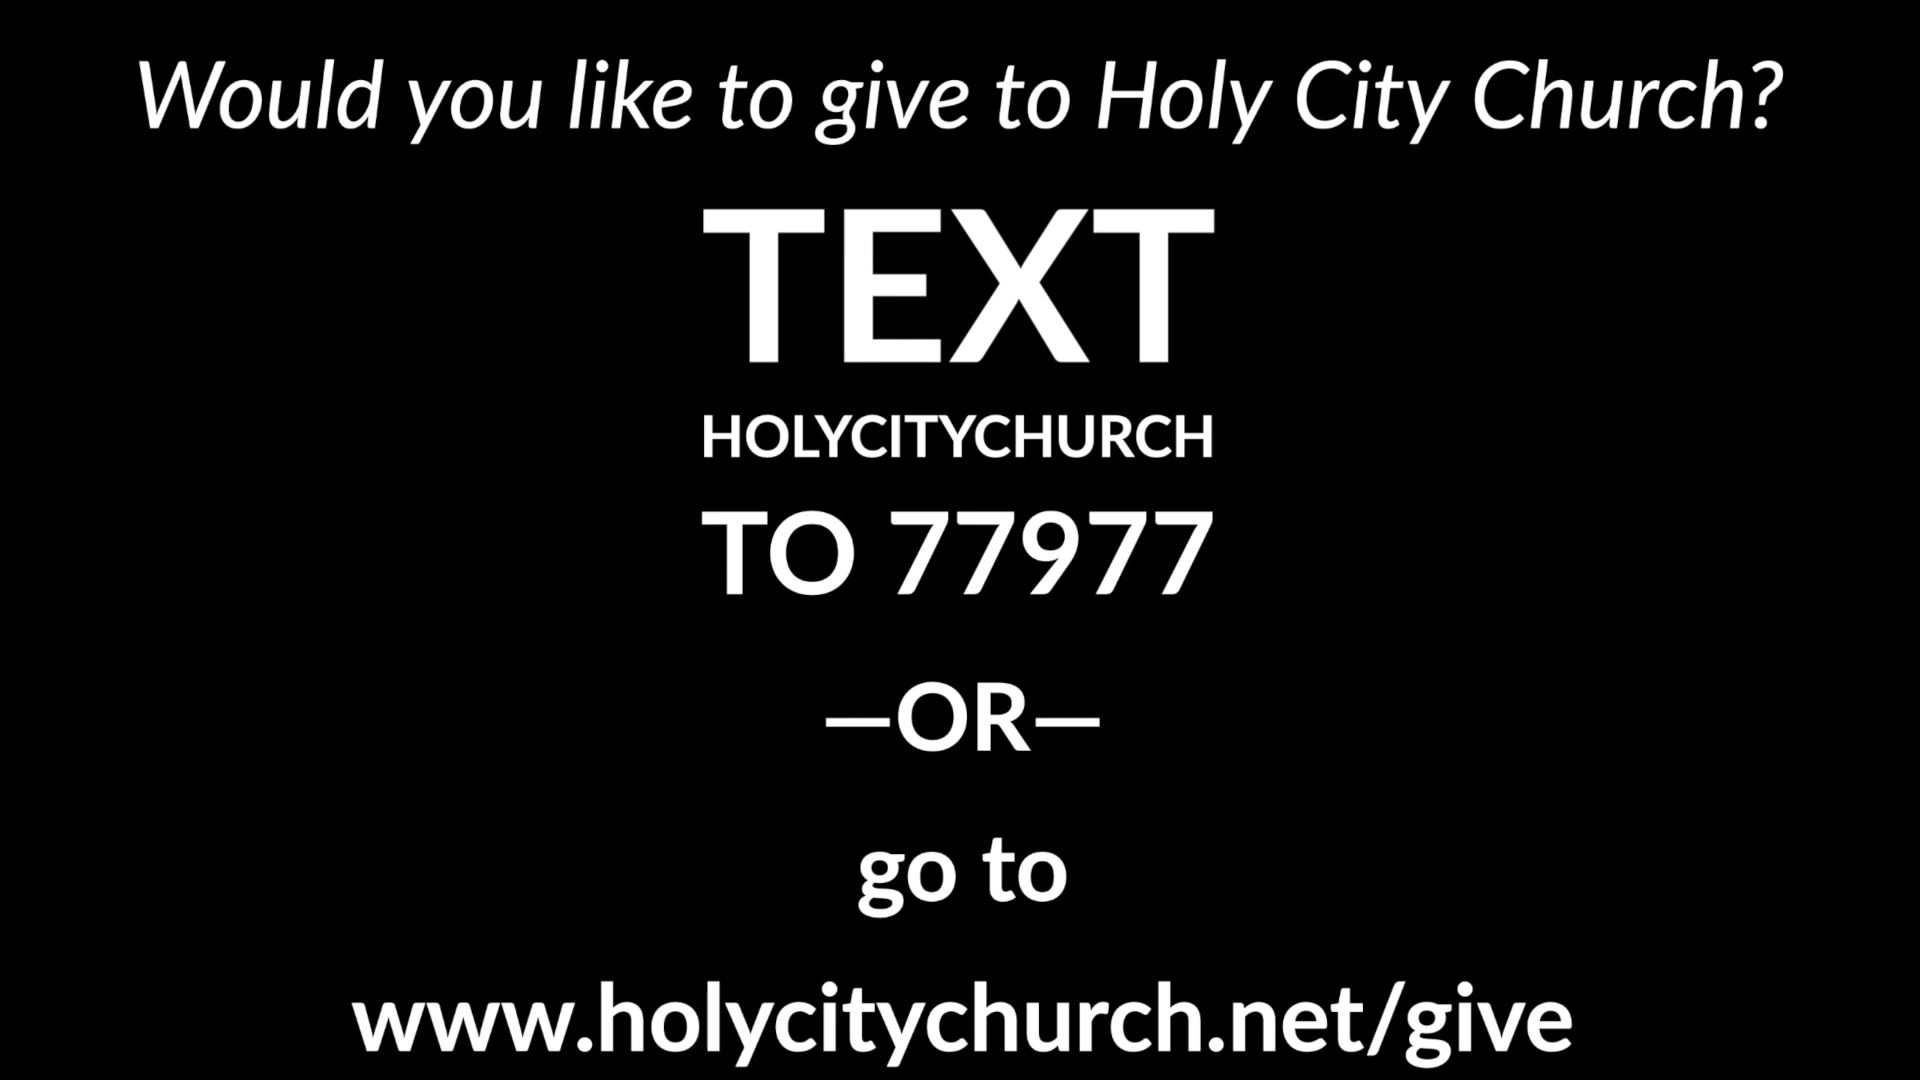 Would you like to give to Holy City Church?
TEXT
HOLYCITYCHURCH
TO 77977
—OR—
go to
www.holycitychurch.net/give